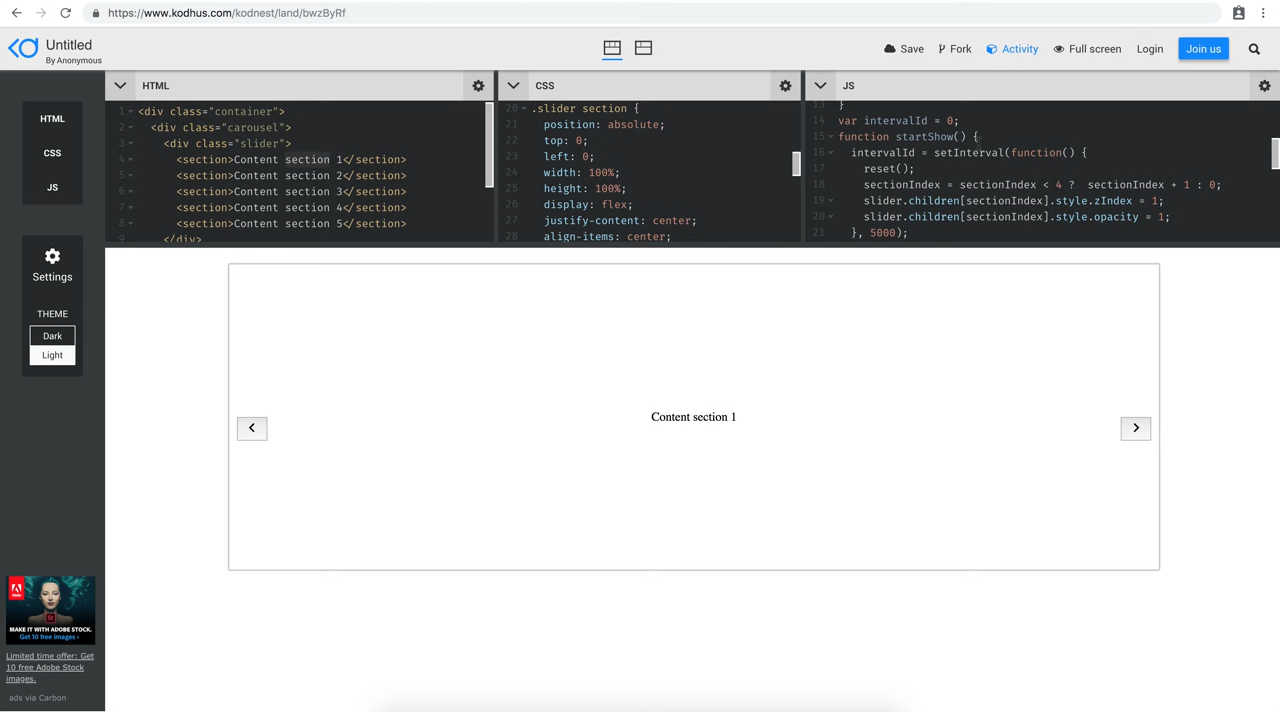 https://www.kodhus.com/kodnest/land/bwzByRf
Untitled
By Anonymous
Save
Fork
Activity
Full screen
Login
Join us
HTML
CSS
JS
Settings
THEME
Dark
Light
MAKE IT WITH ADOBE STOCK.
Get 10 free images ›
Limited time offer: Get
10 free Adobe Stock
images.
ads via Carbon
HTML
1 <div class="container">
2 <div class="carousel">
3 <div class="slider">
4 <section>Content section 1</section>
5 <section>Content section 2</section>
6 <section>Content section 3</section>
7 <section>Content section 4</section>
8 <section>Content section 5</section>
9 </div>
CSS
20 .slider section {
21 position: absolute;
22 top: 0;
23 left: 0;
24 width: 100%;
25 height: 100%;
26 display: flex;
27 justify-content: center;
28 align-items: center;
JS
13 }
14 var intervalId = 0;
15 function startShow() {
16 intervalId = setInterval(function() {
17 reset();
18 sectionIndex = sectionIndex < 4 ? sectionIndex + 1 : 0;
19 slider.children[sectionIndex].style.zIndex = 1;
20 slider.children[sectionIndex].style.opacity = 1;
21 }, 5000);
Content section 1